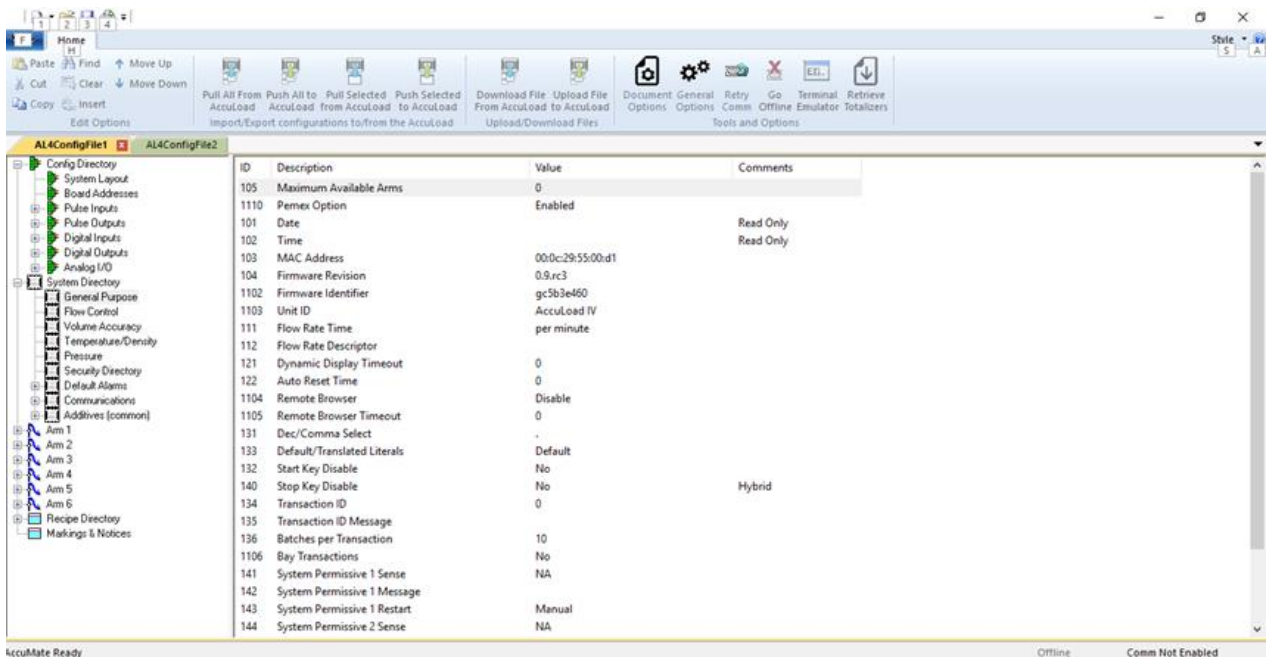 1 2 3 4
F Home Style
H S A
Paste Find Move Up
Cut Clear Move Down
Copy Insert
Edit Options
Pull All From AccuLoad
Push All to AccuLoad
Pull Selected from AccuLoad
Push Selected to AccuLoad
Import/Export configurations to/from the AccuLoad
Download File From AccuLoad
Upload File to AccuLoad
Upload/Download Files
Document Options
General Options
Retry Comm
Go Offline
Terminal Emulator
Retrieve Totalizers
Tools and Options
AL4ConfigFile1 AL4ConfigFile2
Config Directory
System Layout
Board Addresses
Pulse Inputs
Pulse Outputs
Digital Inputs
Digital Outputs
Analog I/O
System Directory
General Purpose
Flow Control
Volume Accuracy
Temperature/Density
Pressure
Security Directory
Default Alarms
Communications
Additives (common)
Arm 1
Arm 2
Arm 3
Arm 4
Arm 5
Arm 6
Recipe Directory
Markings & Notices
ID Description Value Comments
105 Maximum Available Arms 0
1110 Pemex Option Enabled
101 Date Read Only
102 Time Read Only
103 MAC Address 00:0c:29:55:00:d1
104 Firmware Revision 0.9.rc3
1102 Firmware Identifier gc5b3e460
1103 Unit ID AccuLoad IV
111 Flow Rate Time per minute
112 Flow Rate Descriptor
121 Dynamic Display Timeout 0
122 Auto Reset Time 0
1104 Remote Browser Disable
1105 Remote Browser Timeout 0
131 Dec/Comma Select .
133 Default/Translated Literals Default
132 Start Key Disable No
140 Stop Key Disable No Hybrid
134 Transaction ID 0
135 Transaction ID Message
136 Batches per Transaction 10
1106 Bay Transactions No
141 System Permissive 1 Sense NA
142 System Permissive 1 Message
143 System Permissive 1 Restart Manual
144 System Permissive 2 Sense NA
AccuMate Ready Offline Comm Not Enabled